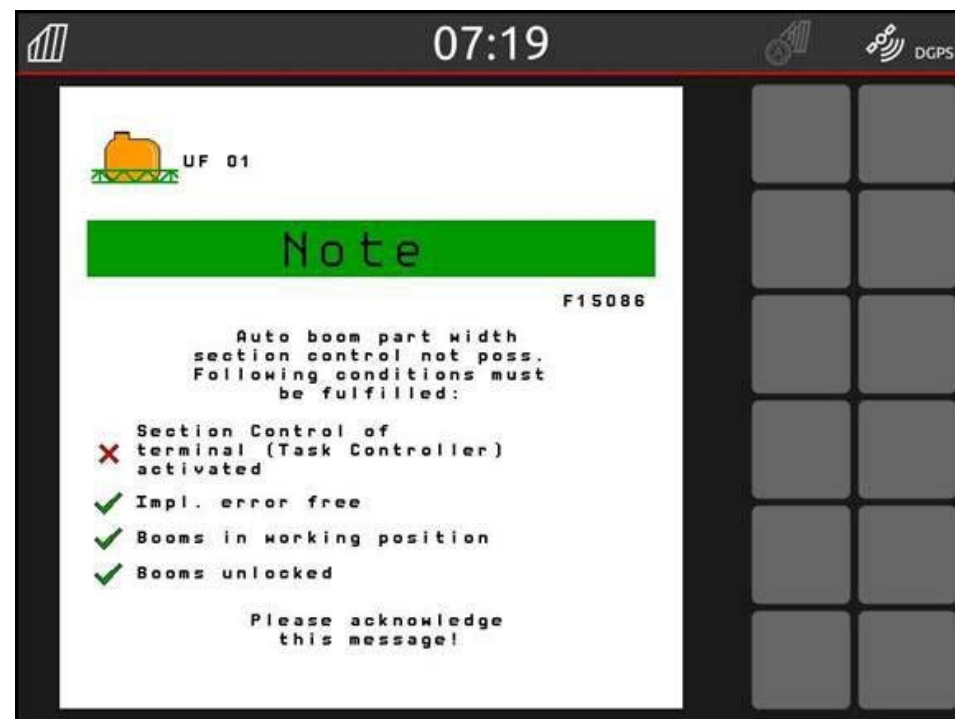 07:19
DGPS
UF 01
Note
F15086
Auto boom part width
section control not poss.
Following conditions must
be fulfilled:
Section Control of
terminal (Task Controller)
activated
Impl. error free
Booms in working position
Booms unlocked
Please acknowledge
this message!